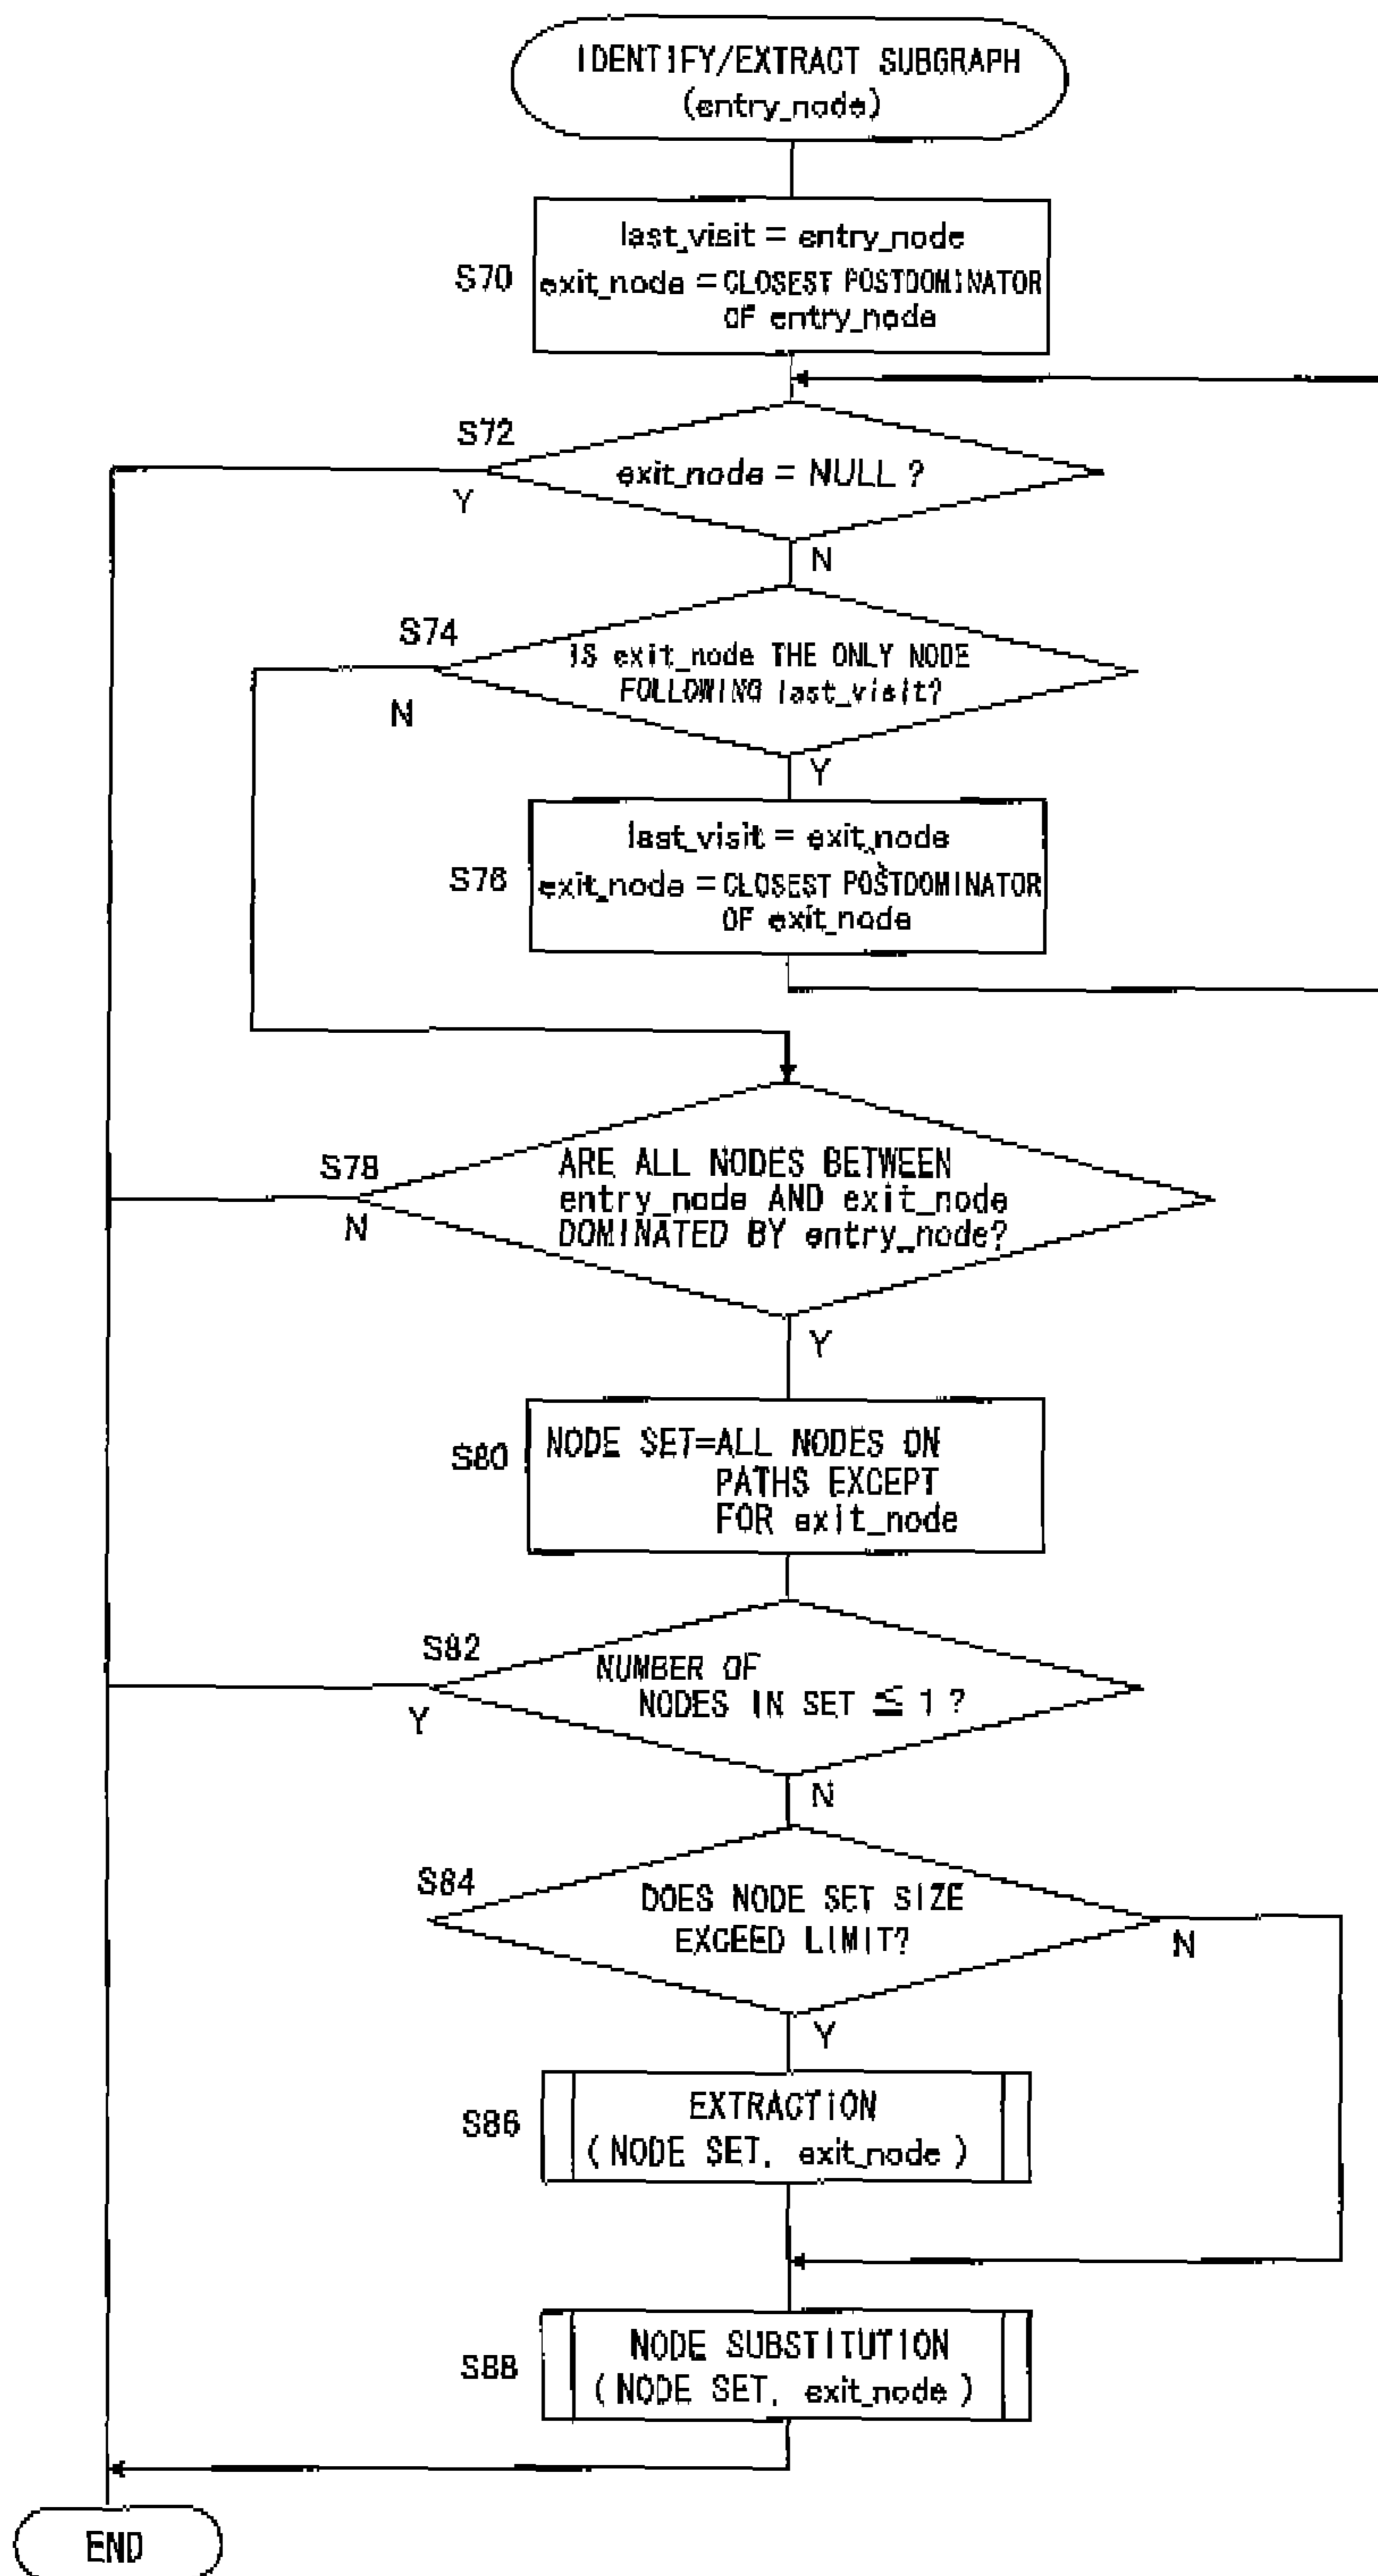 IDENTIFY/EXTRACT SUBGRAPH
(entry_node)
last_visit = entry_node
S70
exit_node = CLOSEST POSTDOMINATOR
OF entry_node
S72
exit_node = NULL ?
Y
N
S74
IS exit_node THE ONLY NODE
FOLLOWING last_visit?
N
Y
last_visit = exit_node
S76
exit_node = CLOSEST POSTDOMINATOR
OF exit_node
S78
ARE ALL NODES BETWEEN
entry_node AND exit_node
DOMINATED BY entry_node?
N
Y
S80
NODE SET=ALL NODES ON
PATHS EXCEPT
FOR exit_node
S82
NUMBER OF
NODES IN SET ≦ 1 ?
Y
N
S84
DOES NODE SET SIZE
EXCEED LIMIT?
N
Y
S86
EXTRACTION
( NODE SET, exit_node )
S88
NODE SUBSTITUTION
( NODE SET, exit_node )
END